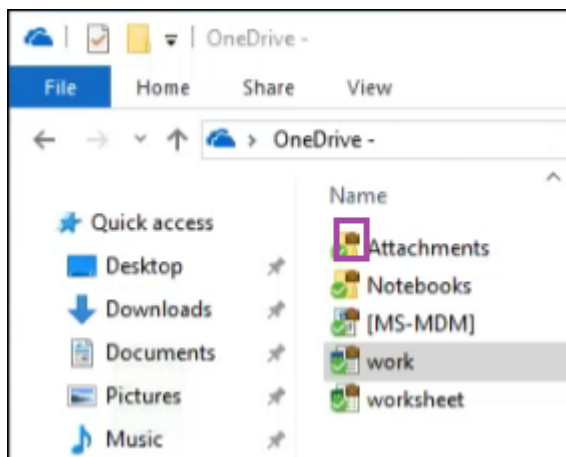 OneDrive -
File Home Share View
OneDrive -
Name
Quick access
Attachments
Desktop
Notebooks
Downloads
[MS-MDM]
Documents
work
Pictures
worksheet
Music